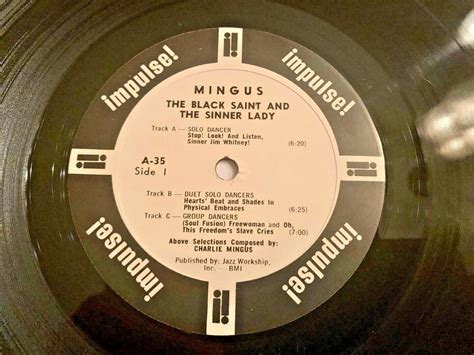 impulse!
impulse!
impulse!
impulse!
MINGUS
THE BLACK SAINT AND
THE SINNER LADY
Track A — SOLO DANCER
Stop! Look! And Listen,
Sinner Jim Whitney! (6:20)
A-35
Side 1
Track B — DUET SOLO DANCERS
Hearts' Beat and Shades In
Physical Embraces (6:25)
Track C — GROUP DANCERS
(Soul Fusion) Freewoman and Oh,
This Freedom's Slave Cries (7:00)
Above Selections Composed by:
CHARLIE MINGUS
Published by: Jazz Workship,
Inc. — BMI